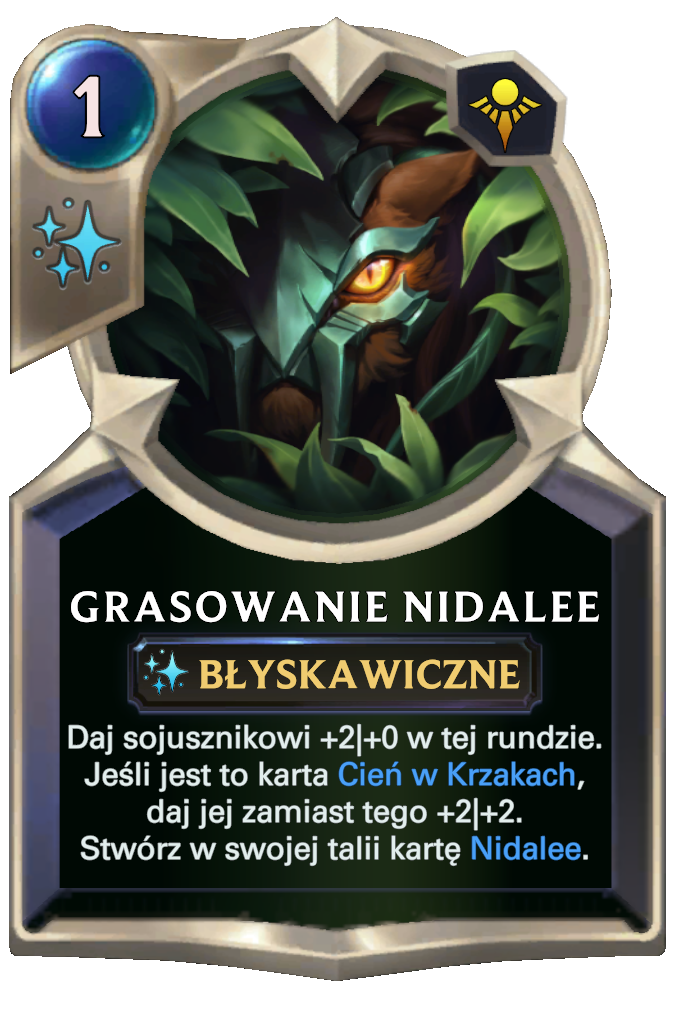 1
GRASOWANIE NIDALEE
BŁYSKAWICZNE
Daj sojusznikowi +2|+0 w tej rundzie.
Jeśli jest to karta Cień w Krzakach,
daj jej zamiast tego +2|+2.
Stwórz w swojej talii kartę Nidalee.